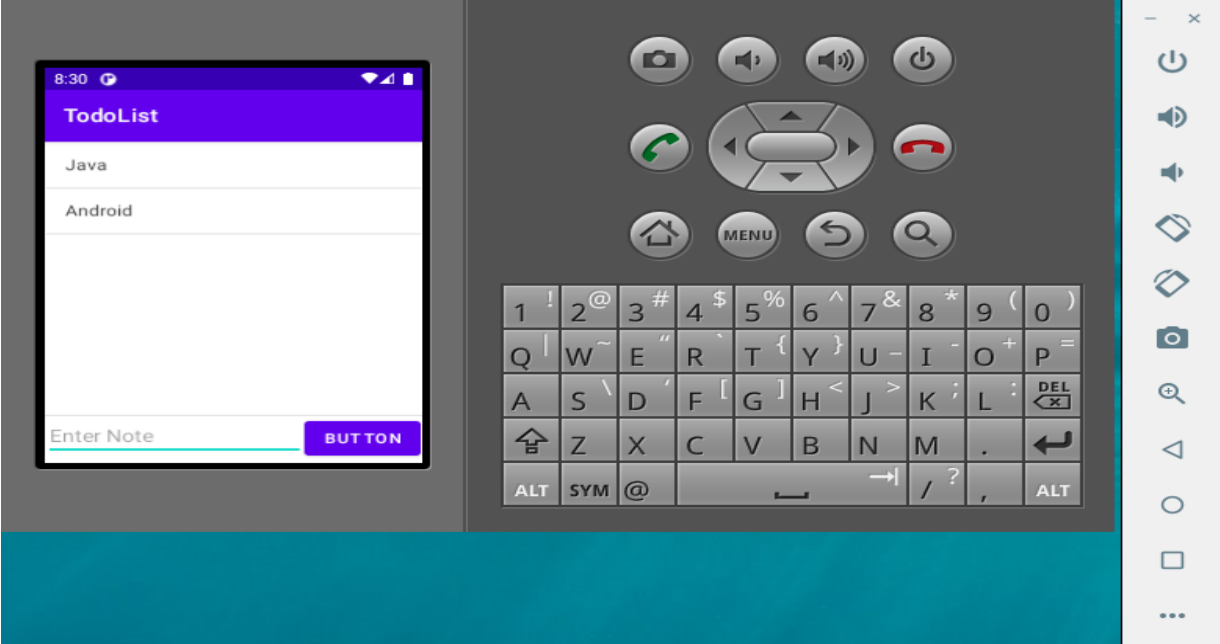 8:30
TodoList
Java
Android
Enter Note
BUTTON
MENU
1 ! 2 @ 3 # 4 $ 5 % 6 ^ 7 & 8 * 9 ( 0 )
Q | W ~ E " R ` T { Y } U _ I - O + P =
A S \ D ' F [ G ] H < J > K ; L : DEL
Z X C V B N M .
ALT SYM @ / ? , ALT